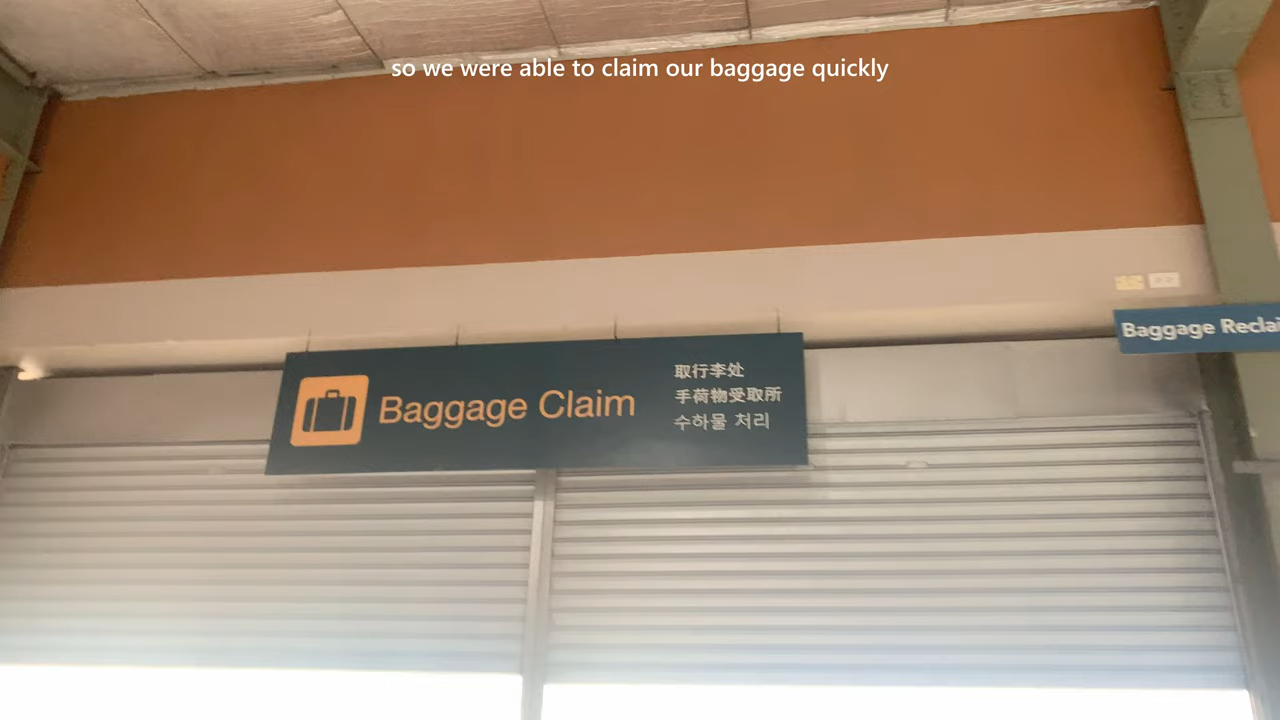 so we were able to claim our baggage quickly
Baggage Claim
取行李处
手荷物受取所
수하물 처리
Baggage Reclai